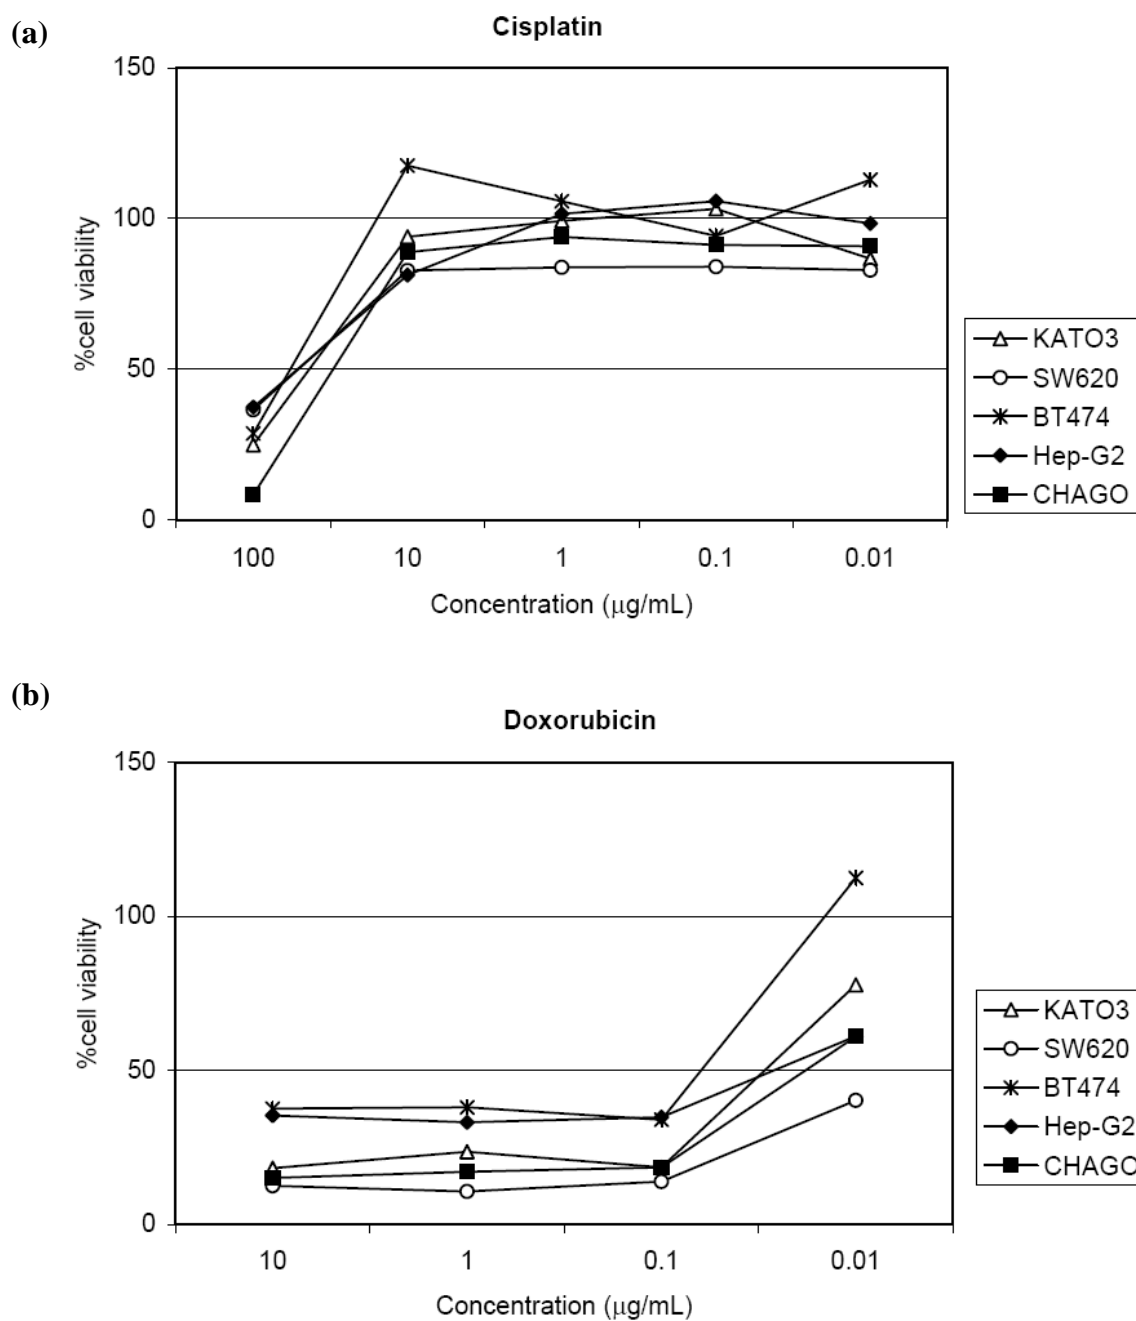 (a)
Cisplatin
150
100
50
0
%cell viability
100 10 1 0.1 0.01
Concentration (μg/mL)
KATO3
SW620
BT474
Hep-G2
CHAGO
(b)
Doxorubicin
150
100
50
0
%cell viability
10 1 0.1 0.01
Concentration (μg/mL)
KATO3
SW620
BT474
Hep-G2
CHAGO